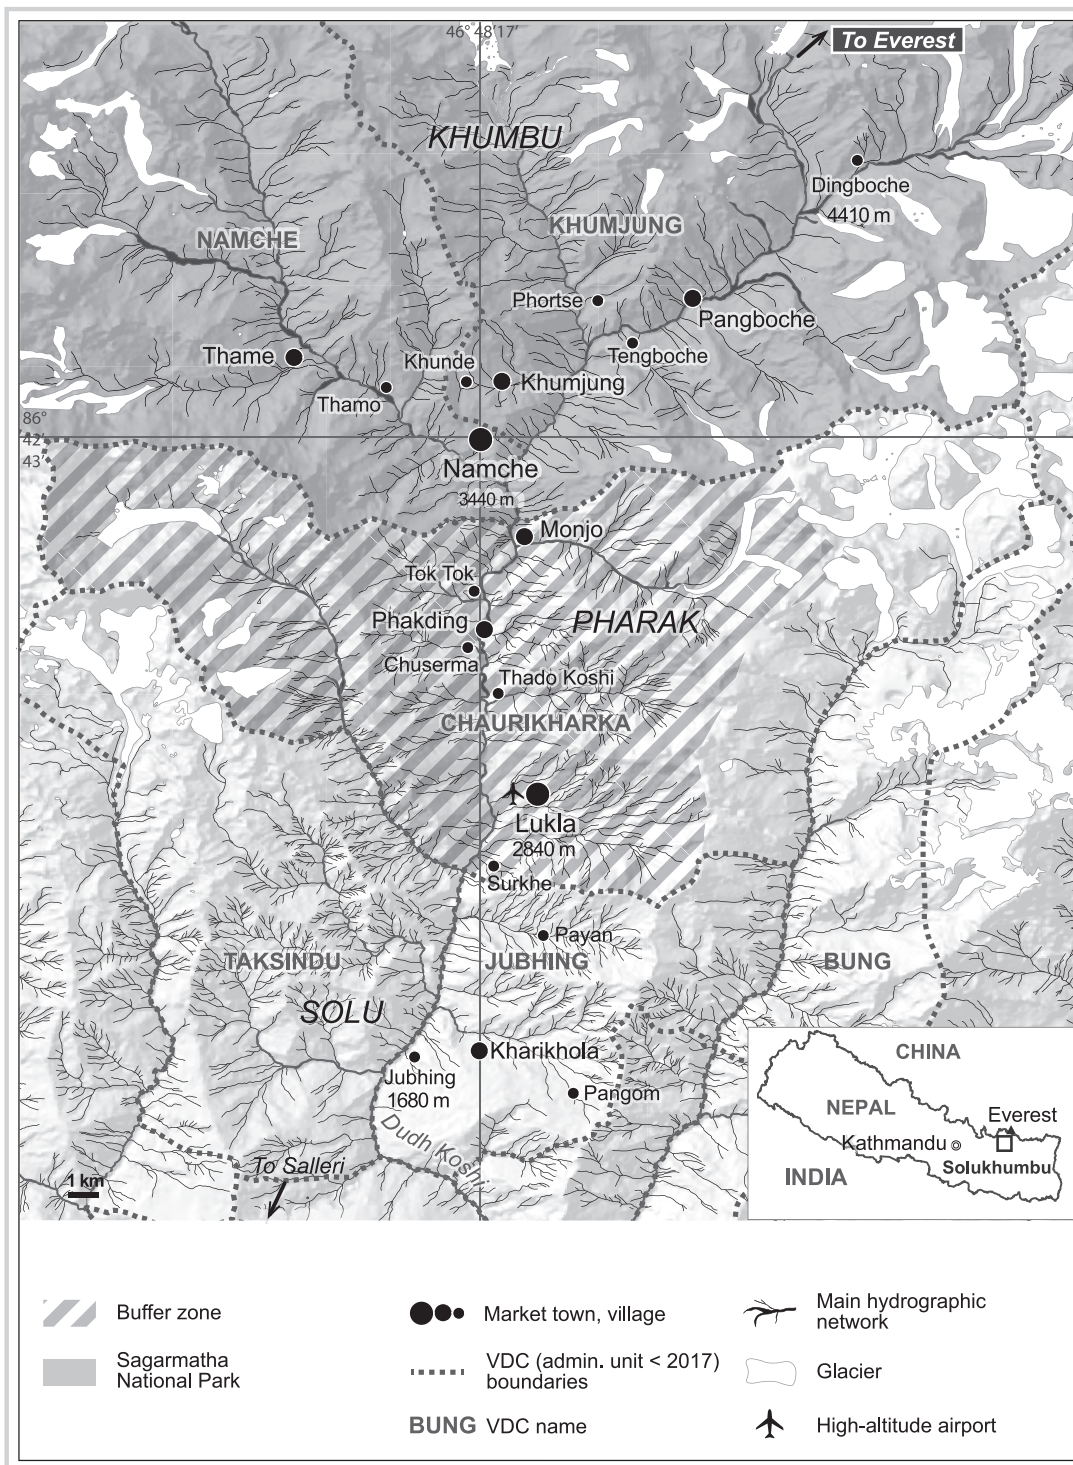 46° 48'17'
To Everest
KHUMBU
Dingboche
4410 m
NAMCHE
KHUMJUNG
Phortse
Pangboche
Thame
Khunde
Tengboche
Khumjung
Thamo
86°
42'
43'
Namche
3440 m
Monjo
Tok Tok
Phakding
PHARAK
Chuserma
Thado Koshi
CHAURIKHARKA
Lukla
2840 m
Surkhe
Payan
TAKSINDU
JUBHING
BUNG
SOLU
Kharikhola
Jubhing
1680 m
Pangom
Dudh Koshi
To Salleri
1 km
CHINA
NEPAL
Everest
Kathmandu
Solukhumbu
INDIA
Buffer zone
Market town, village
Main hydrographic
network
Sagarmatha
National Park
VDC (admin. unit < 2017)
boundaries
Glacier
BUNG VDC name
High-altitude airport